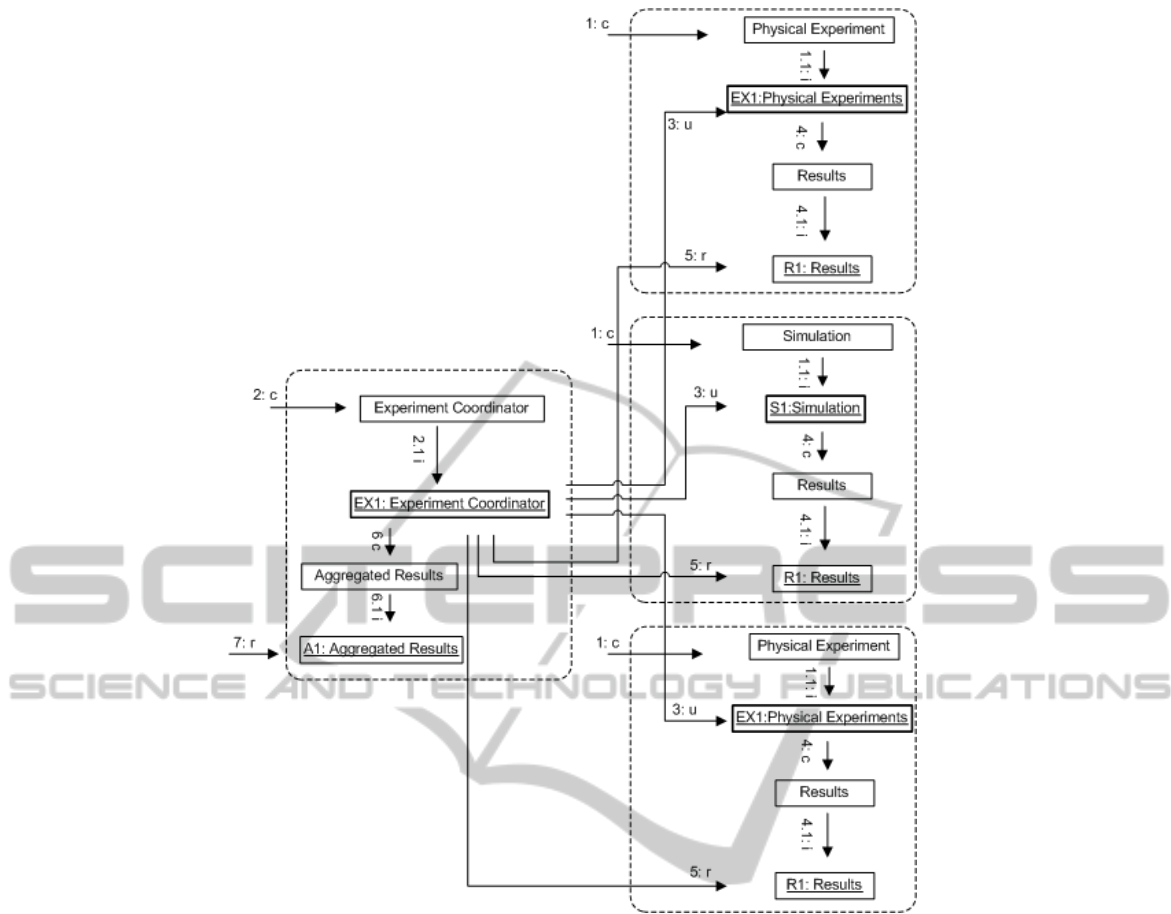 1: c
Physical Experiment
1.1: i
EX1:Physical Experiments
3: u
4: c
Results
4.1: i
5: r
R1: Results
1: c
Simulation
1.1: i
3: u
S1:Simulation
4: c
Results
4.1: i
5: r
R1: Results
2: c
Experiment Coordinator
2.1 i
EX1: Experiment Coordinator
6 c
Aggregated Results
6.1 i
7: r
A1: Aggregated Results
1: c
Physical Experiment
1.1: i
EX1:Physical Experiments
3: u
4: c
Results
4.1: i
5: r
R1: Results
SCITEPRESS
SCIENCE AND TECHNOLOGY PUBLICATIONS